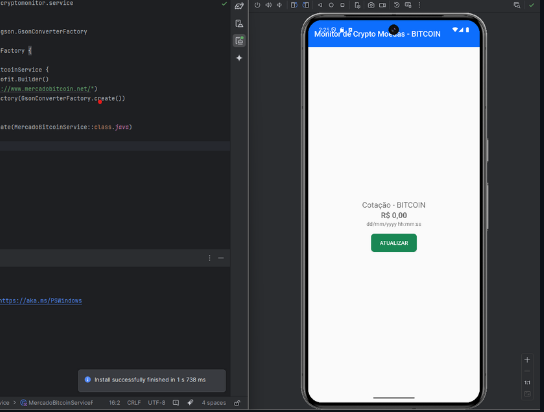 cryptomonitor.service
gson.GsonConverterFactory
Factory {
tcoinService {
ofit.Builder()
://www.mercadobitcoin.net/")
ctory(GsonConverterFactory.create())
ate(MercadoBitcoinService::class.java)
https://aka.ms/PSWindows
Install successfully finished in 1 s 738 ms
vice > MercadoBitcoinServiceF
16:2 CRLF UTF-8 4 spaces
Monitor de Crypto Moedas - BITCOIN
Cotação - BITCOIN
R$ 0,00
dd/mm/yyyy hh:mm:ss
ATUALIZAR
1:1